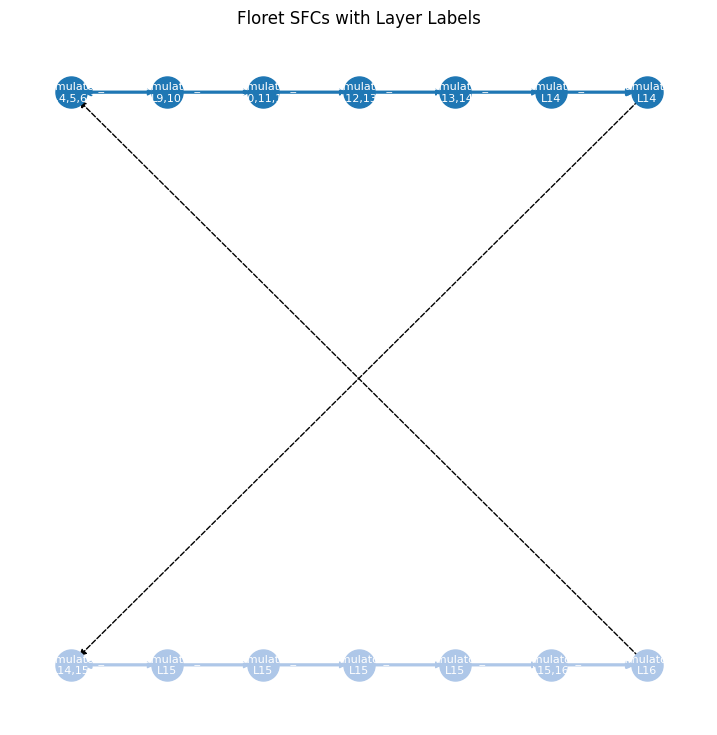 Floret SFCs with Layer Labels
mulat mulat mulat mulat mulat mulat mulat
4,5,6 L9,10 0,11, 12,13 13,14 L14 L14
mulat mulat mulat mulat mulat mulat mulat
14,15 L15 L15 L15 L15 15,16 L16